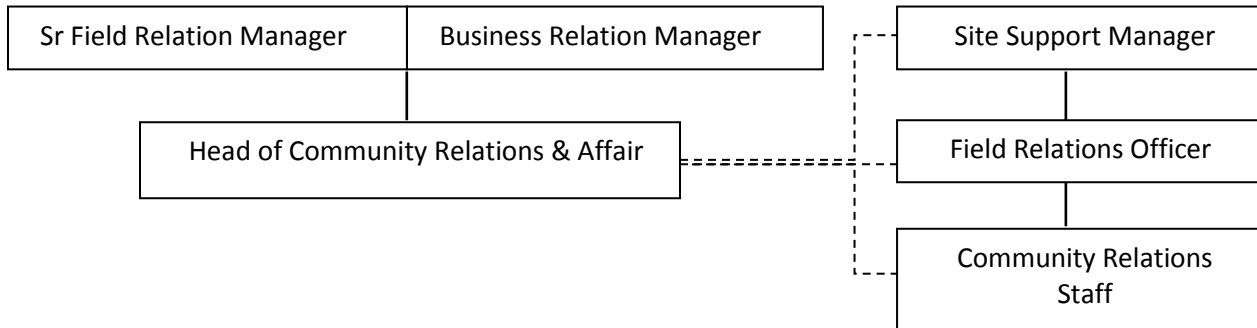 Sr Field Relation Manager
Business Relation Manager
Site Support Manager
Head of Community Relations & Affair
Field Relations Officer
Community Relations
Staff